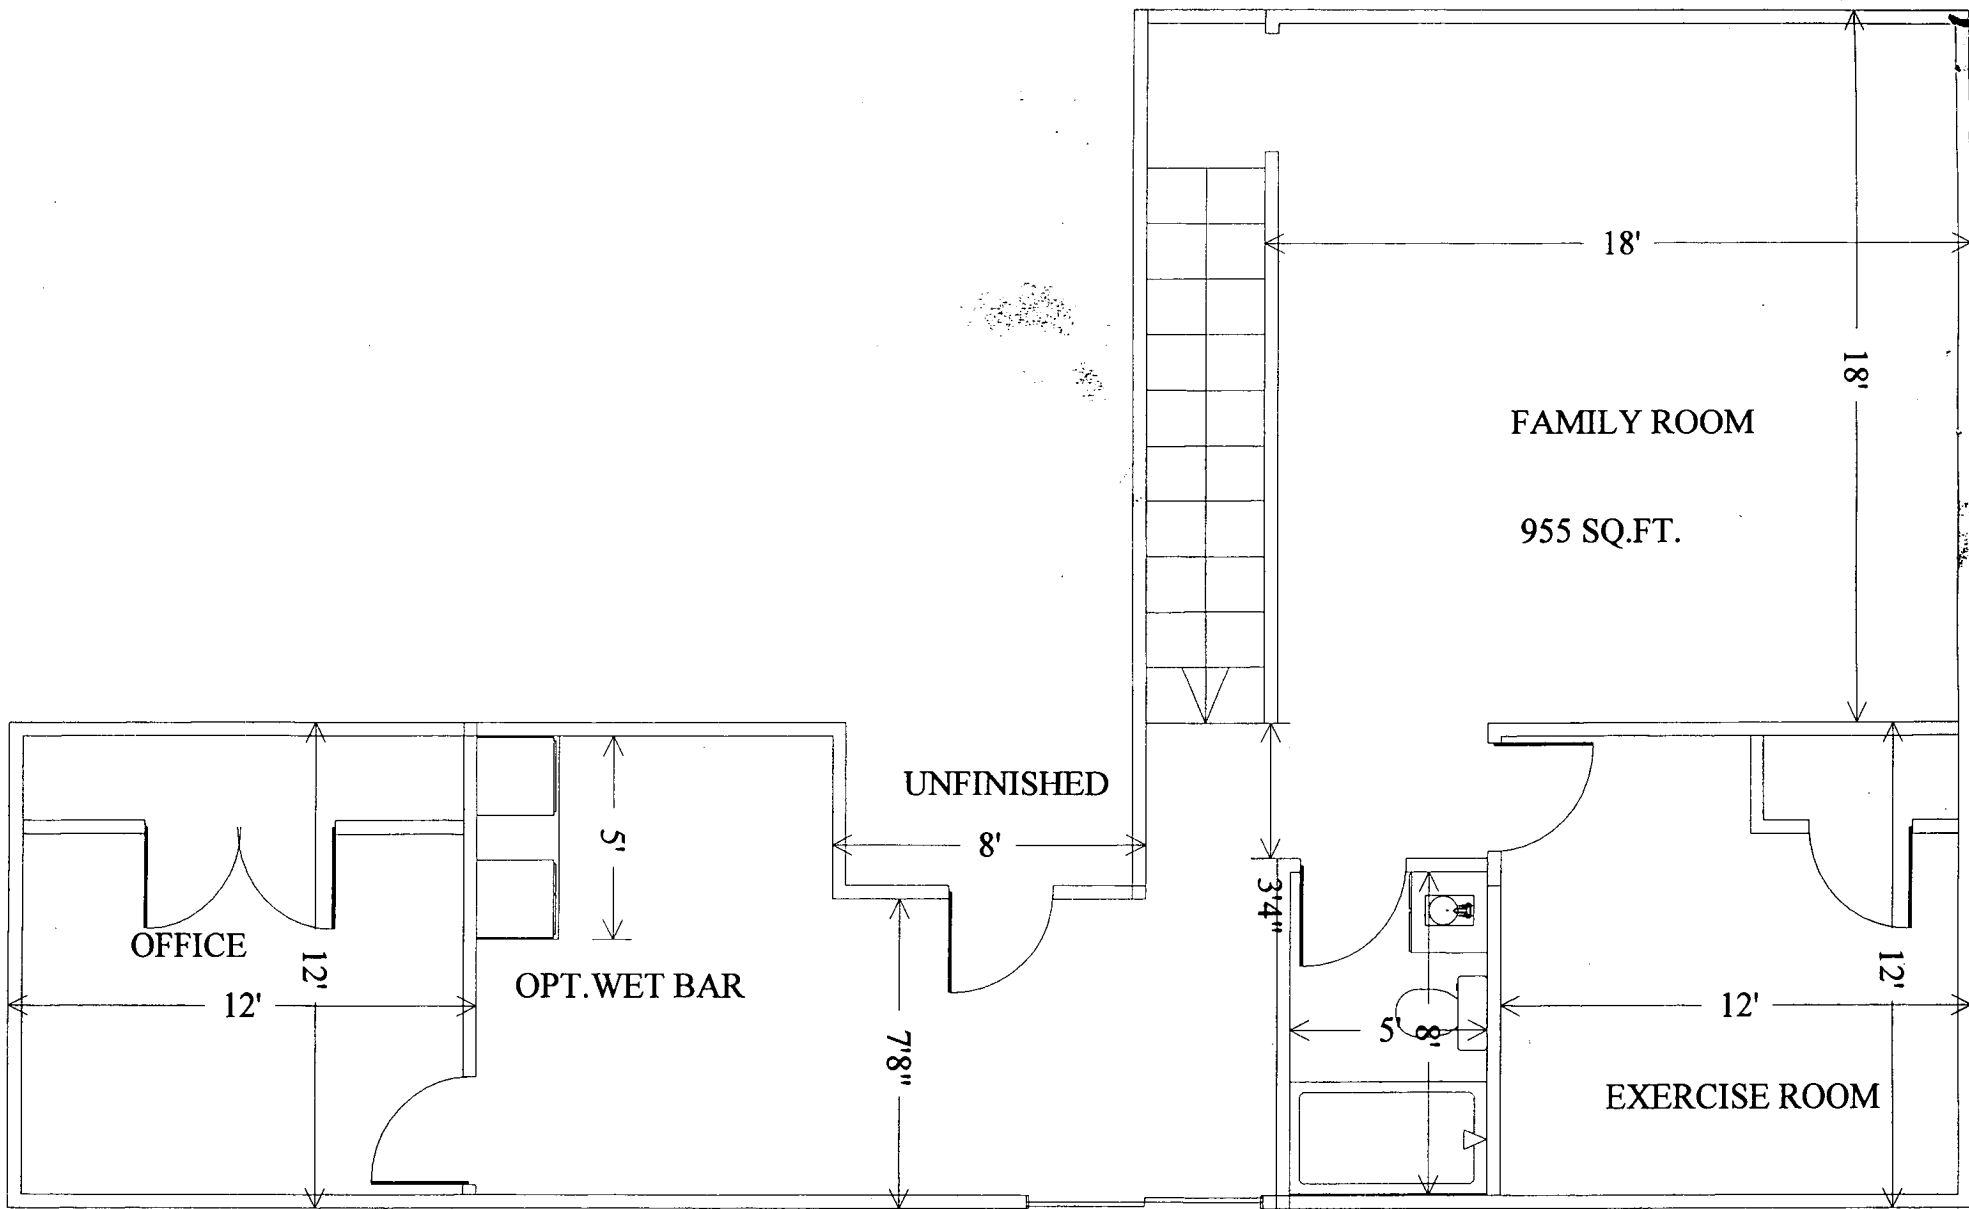 18'
18'
FAMILY ROOM
955 SQ.FT.
UNFINISHED
8'
5'
3'4"
OFFICE
12'
12'
OPT.WET BAR
7'8"
5'
8'
12'
12'
EXERCISE ROOM